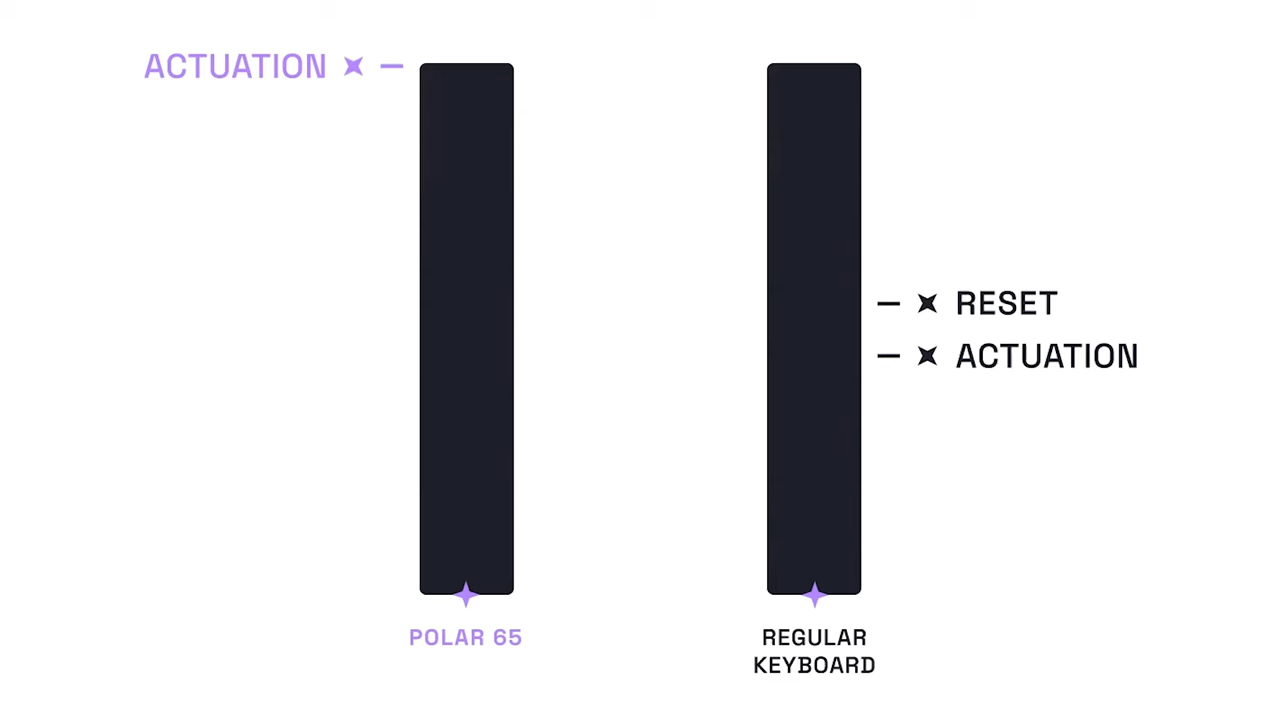 ACTUATION
RESET
ACTUATION
POLAR 65
REGULAR
KEYBOARD